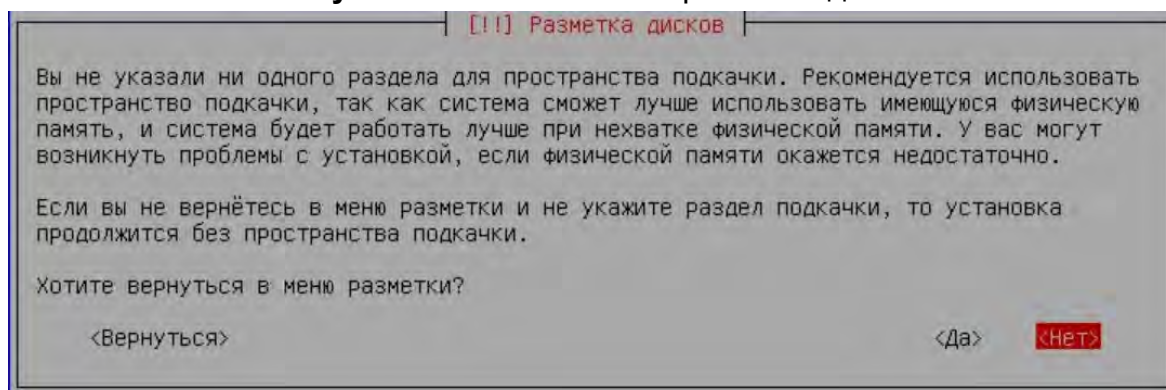 [!!] Разметка дисков
Вы не указали ни одного раздела для пространства подкачки. Рекомендуется использовать
пространство подкачки, так как система сможет лучше использовать имеющуюся физическую
память, и система будет работать лучше при нехватке физической памяти. У вас могут
возникнуть проблемы с установкой, если физической памяти окажется недостаточно.
Если вы не вернётесь в меню разметки и не укажите раздел подкачки, то установка
продолжится без пространства подкачки.
Хотите вернуться в меню разметки?
<Вернуться> <Да> <Нет>